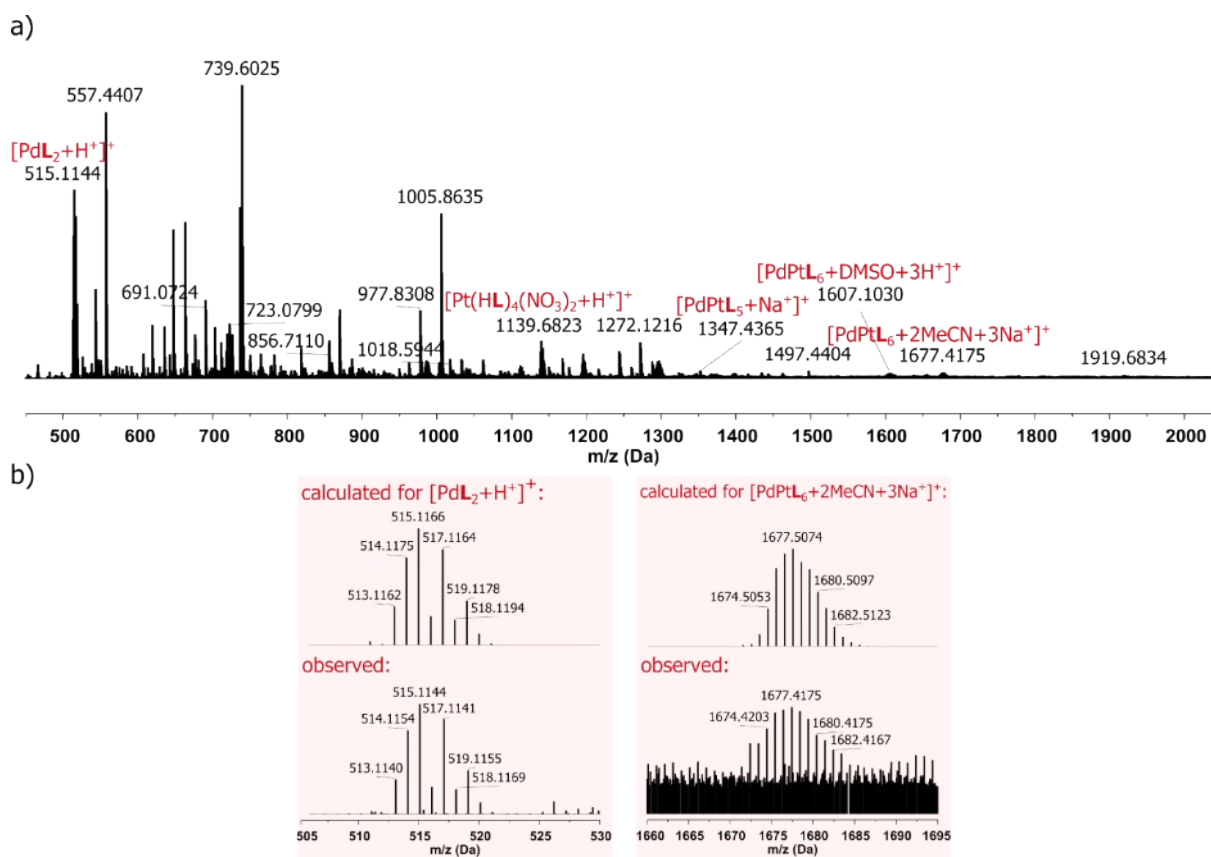 a)
739.6025
557.4407
[PdL₂+H⁺]⁺
515.1144
1005.8635
[PdPtL₆+DMSO+3H⁺]⁺
1607.1030
691.0724
723.0799
977.8308
[Pt(HL)₄(NO₃)₂+H⁺]⁺
1139.6823
1272.1216
[PdPtL₅+Na⁺]⁺
1347.4365
[PdPtL₆+2MeCN+3Na⁺]⁺
1677.4175
856.7110
1018.5944
1497.4404
1919.6834
500 600 700 800 900 1000 1100 1200 1300 1400 1500 1600 1700 1800 1900 2000
m/z (Da)
b)
calculated for [PdL₂+H⁺]⁺:
515.1166
517.1164
514.1175
513.1162
519.1178
518.1194
observed:
515.1144
517.1141
514.1154
513.1140
519.1155
518.1169
505 510 515 520 525 530
m/z (Da)
calculated for [PdPtL₆+2MeCN+3Na⁺]⁺:
1677.5074
1674.5053
1680.5097
1682.5123
observed:
1677.4175
1674.4203
1680.4175
1682.4167
1660 1665 1670 1675 1680 1685 1690 1695
m/z (Da)